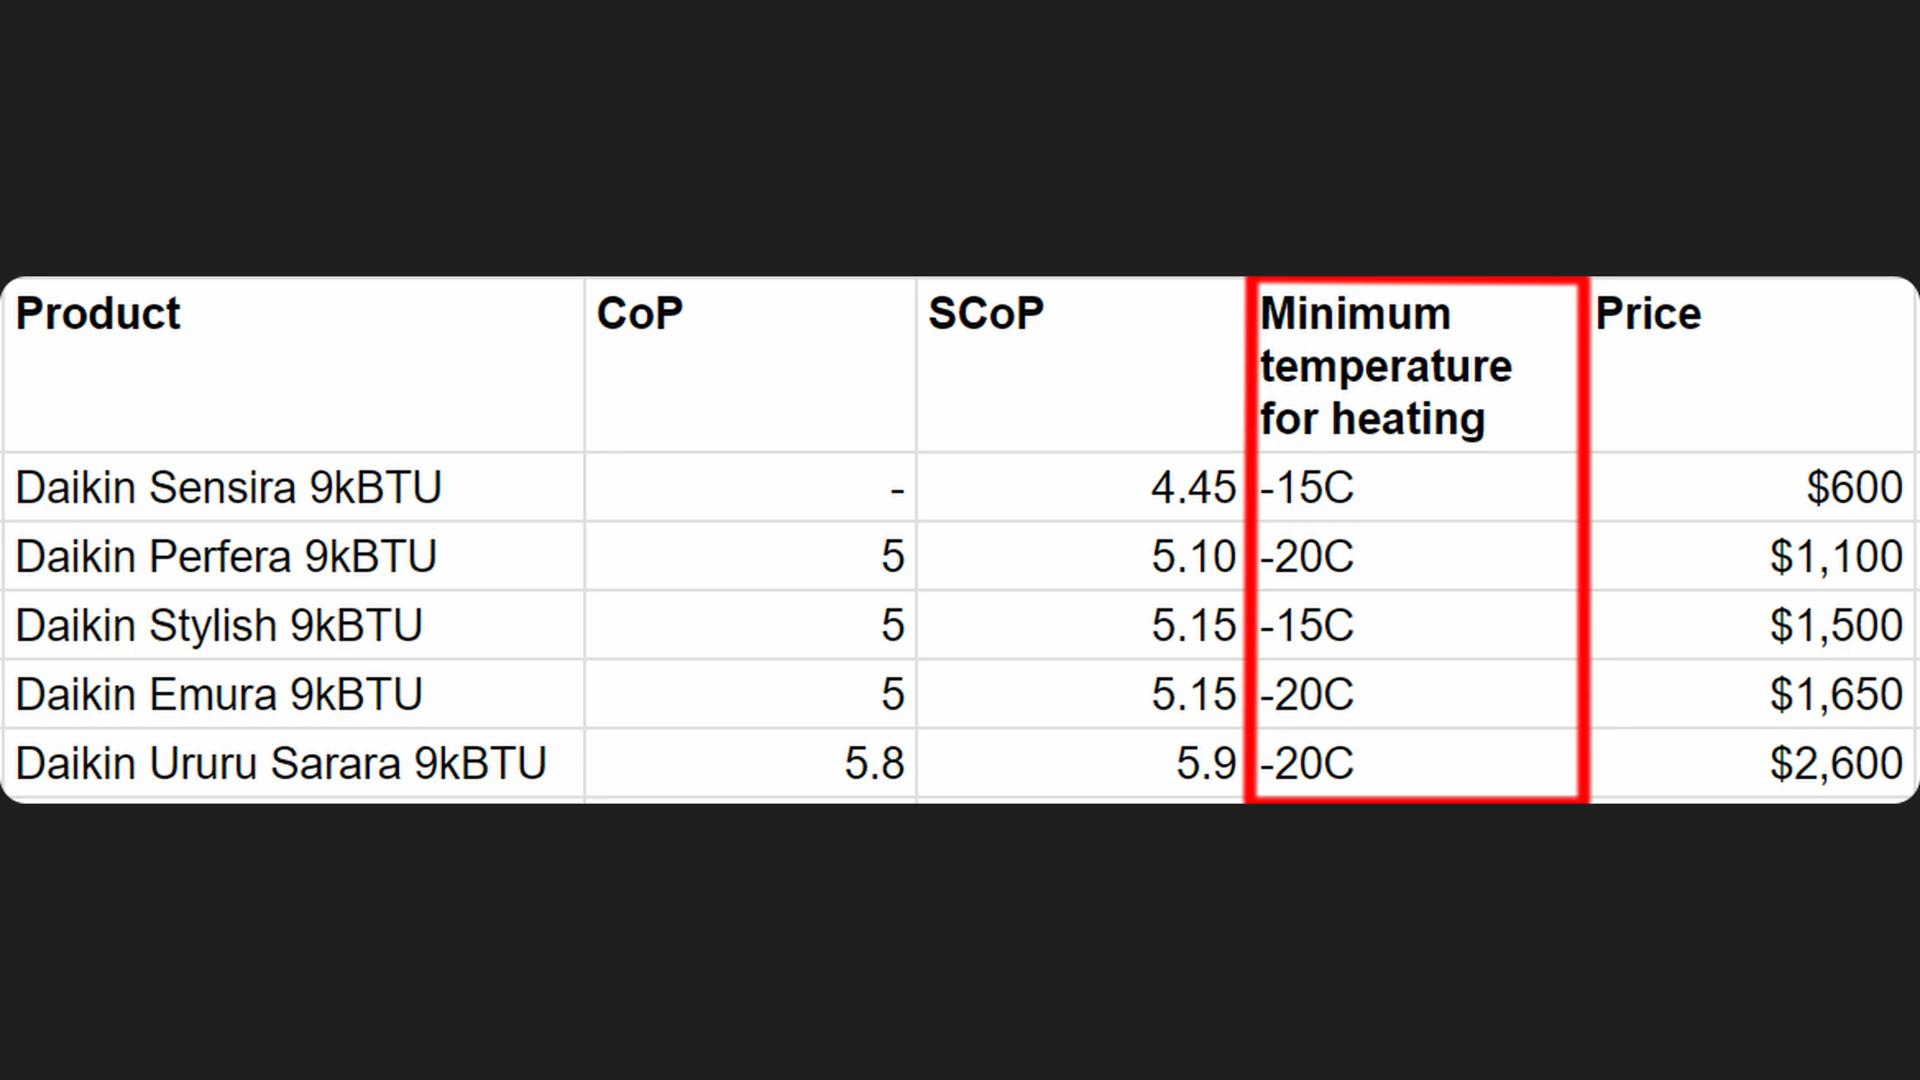 Product CoP SCoP Minimum temperature for heating Price
Daikin Sensira 9kBTU - 4.45 -15C $600
Daikin Perfera 9kBTU 5 5.10 -20C $1,100
Daikin Stylish 9kBTU 5 5.15 -15C $1,500
Daikin Emura 9kBTU 5 5.15 -20C $1,650
Daikin Ururu Sarara 9kBTU 5.8 5.9 -20C $2,600